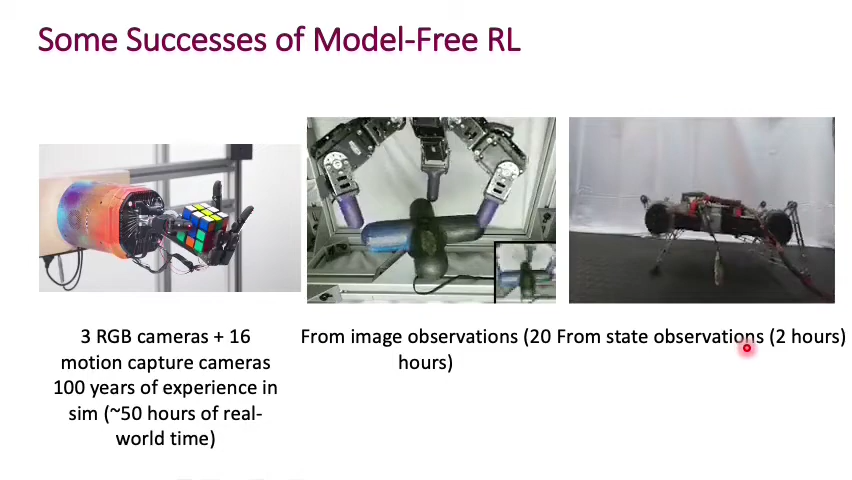 Some Successes of Model-Free RL
3 RGB cameras + 16
motion capture cameras
100 years of experience in
sim (~50 hours of real-
world time)
From image observations (20
hours)
From state observations (2 hours)